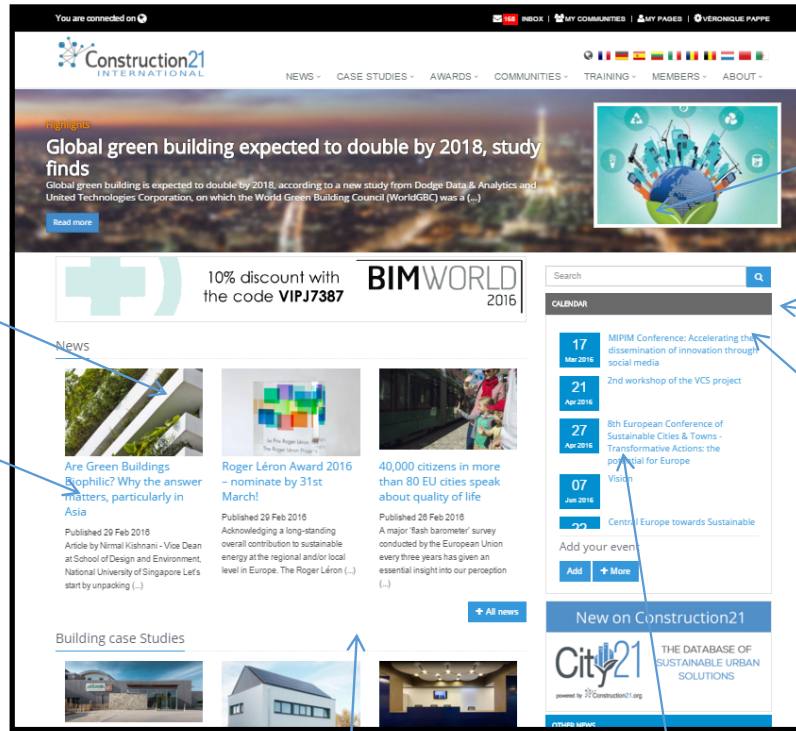 You are connected on
168 INBOX | MY COMMUNITIES | MY PAGES | VÉRONIQUE PAPPE
Construction21
INTERNATIONAL
NEWS CASE STUDIES AWARDS COMMUNITIES TRAINING MEMBERS ABOUT
Highlights
Global green building expected to double by 2018, study
finds
Global green building is expected to double by 2018, according to a new study from Dodge Data & Analytics and
United Technologies Corporation, on which the World Green Building Council (WorldGBC) was a (...)
Read more
10% discount with
the code VIPJ7387
BIMWORLD
2016
Search
CALENDAR
17
Mar 2016
MIPIM Conference: Accelerating the
dissemination of innovation through
social media
21
Apr 2016
2nd workshop of the VCS project
27
Apr 2016
8th European Conference of
Sustainable Cities & Towns -
Transformative Actions: the
potential for Europe
07
Jun 2016
Vision
22
Central Europe towards Sustainable
Add your event
Add + More
News
Are Green Buildings
Biophilic? Why the answer
matters, particularly in
Asia
Published 29 Feb 2016
Article by Nirmal Kishnani - Vice Dean
at School of Design and Environment,
National University of Singapore Let's
start by unpacking (...)
Roger Léron Award 2016
– nominate by 31st
March!
Published 29 Feb 2016
Acknowledging a long-standing
overall contribution to sustainable
energy at the regional and/or local
level in Europe. The Roger Léron (...)
40,000 citizens in more
than 80 EU cities speak
about quality of life
Published 26 Feb 2016
A major 'flash barometer' survey
conducted by the European Union
every three years has given an
essential insight into our perception
(...)
+ All news
New on Construction21
City21
powered by Construction21.org
THE DATABASE OF
SUSTAINABLE URBAN
SOLUTIONS
OTHER NEWS
Building case Studies